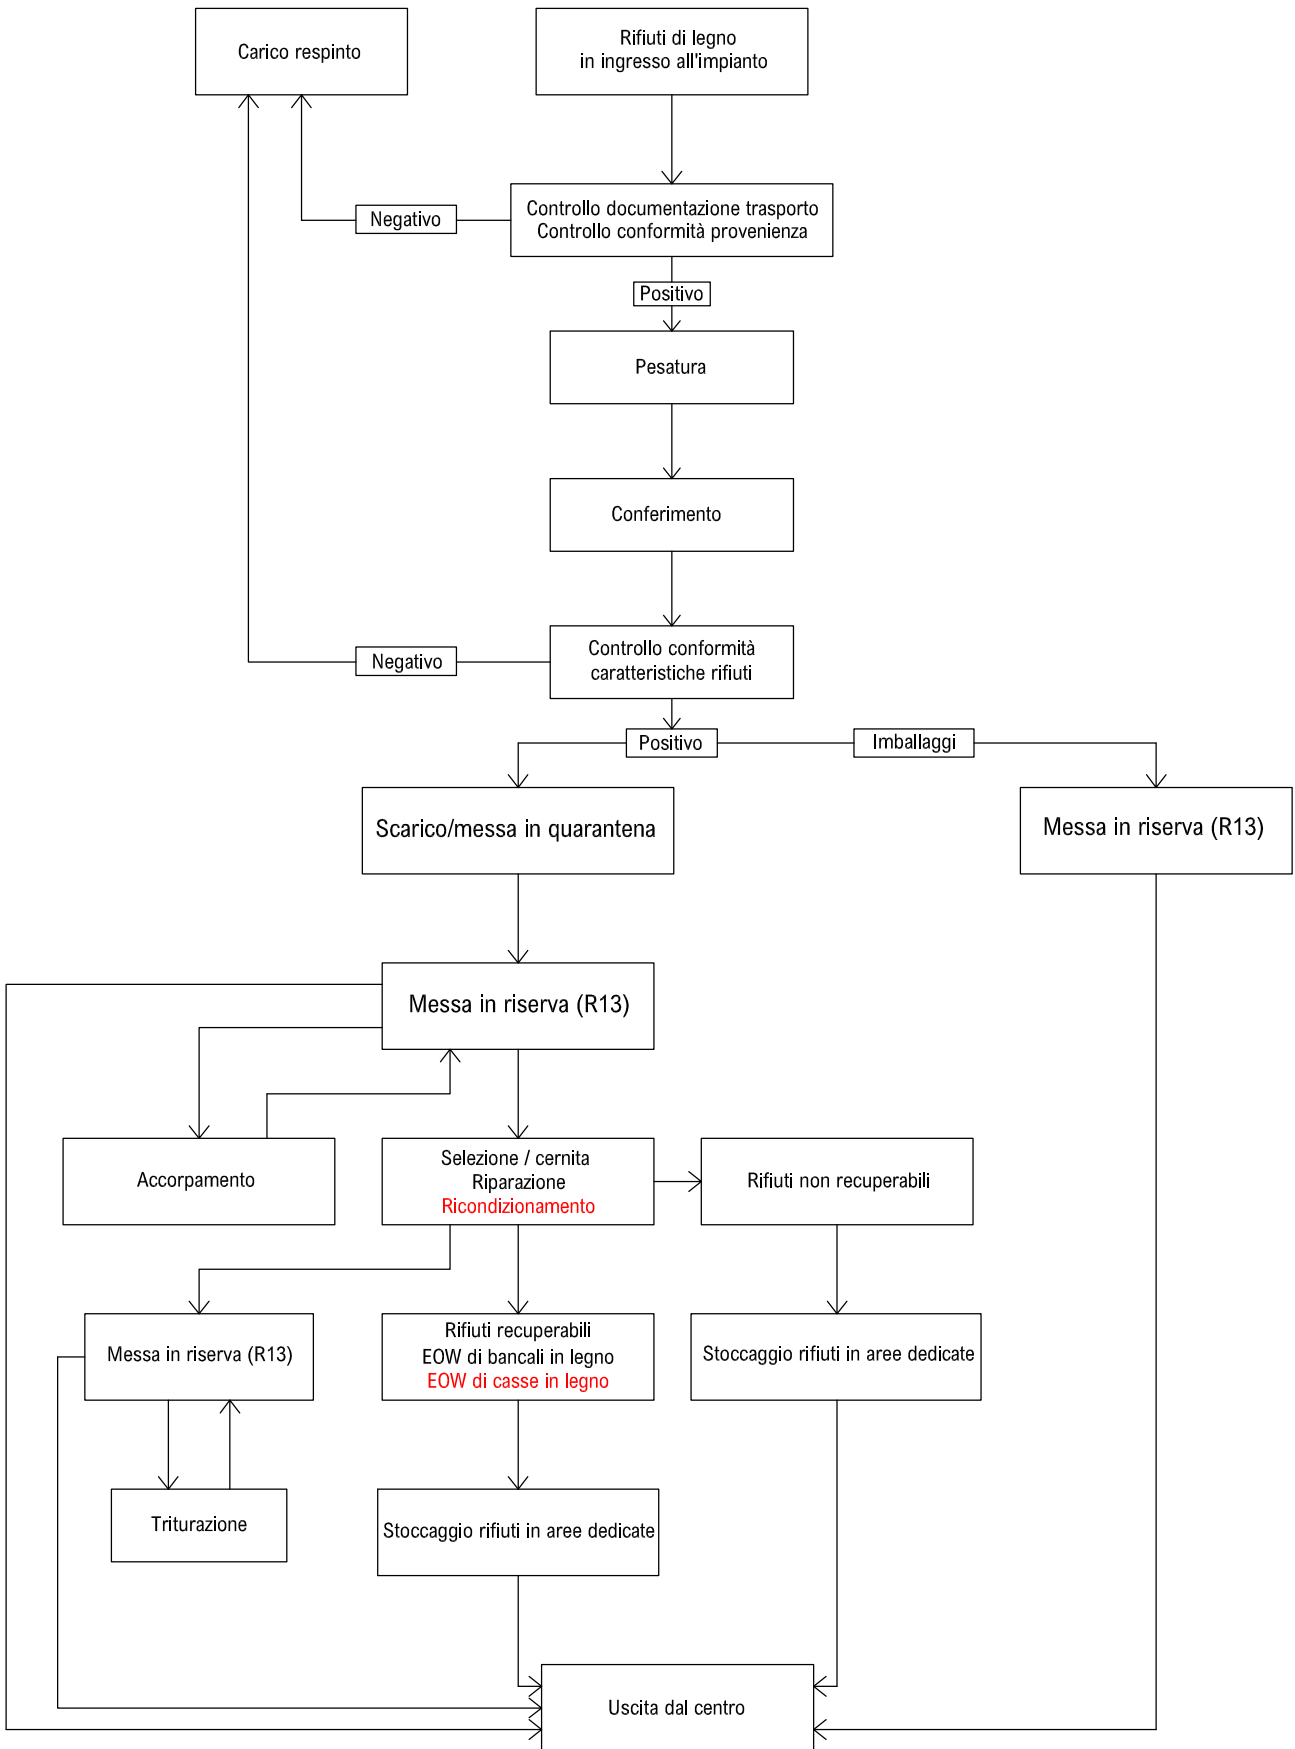 Carico respinto
Rifiuti di legno
in ingresso all'impianto
Negativo
Controllo documentazione trasporto
Controllo conformità provenienza
Positivo
Pesatura
Conferimento
Negativo
Controllo conformità
caratteristiche rifiuti
Positivo
Imballaggi
Scarico/messa in quarantena
Messa in riserva (R13)
Messa in riserva (R13)
Accorpamento
Selezione / cernita
Riparazione
Ricondizionamento
Rifiuti non recuperabili
Messa in riserva (R13)
Rifiuti recuperabili
EOW di bancali in legno
EOW di casse in legno
Stoccaggio rifiuti in aree dedicate
Triturazione
Stoccaggio rifiuti in aree dedicate
Uscita dal centro